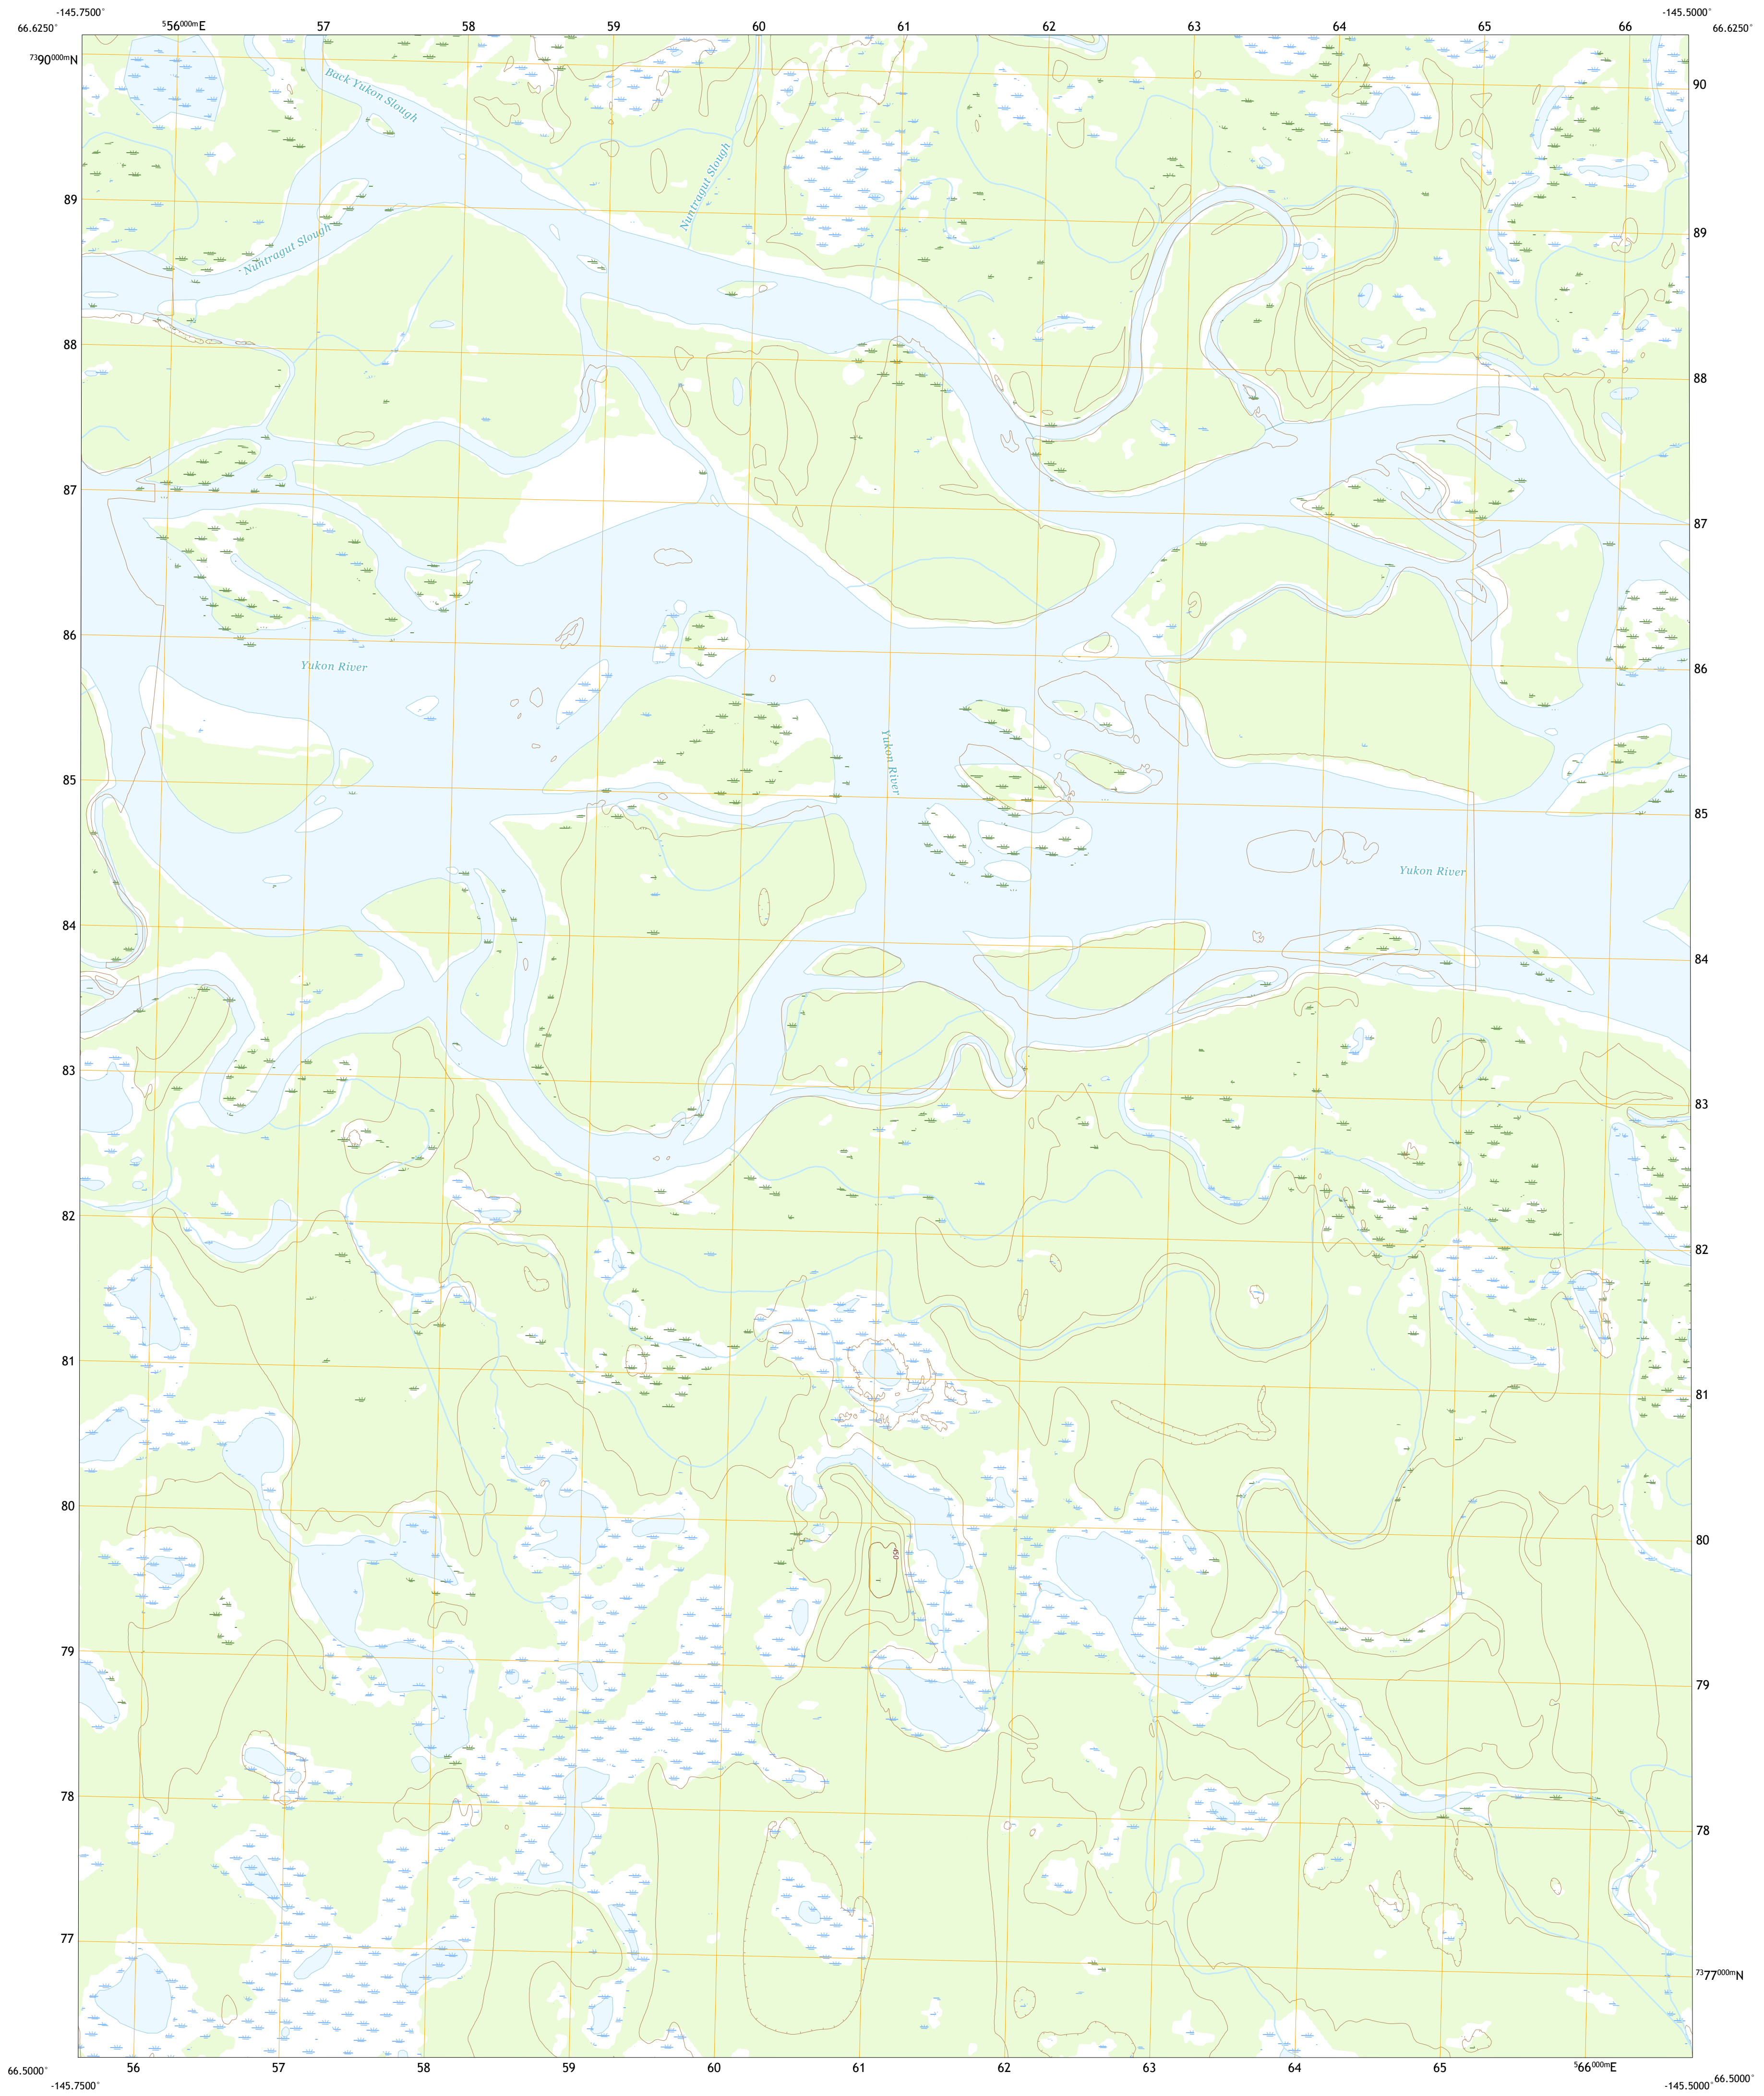 -145.7500° -145.5000°
66.6250° ⁵56⁰⁰⁰ᵐE 57 58 59 60 61 62 63 64 65 66 66.6250°
⁷³90⁰⁰⁰ᵐN 90
Back Yukon Slough
Nuntragut Slough
89 89
Nuntragut Slough
88 88
87 87
86 86
Yukon River
Yukon River
85 85
Yukon River
84 84
83 83
82 82
81 81
80 80
450
79 79
78 78
77 ⁷³77⁰⁰⁰ᵐN
66.5000° 56 57 58 59 60 61 62 63 64 65 ⁵66⁰⁰⁰ᵐE 66.5000°
-145.7500° -145.5000°